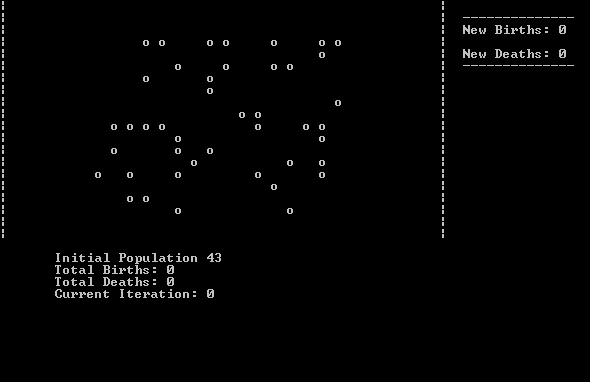 New Births: 0
New Deaths: 0
o o o o o o o
o
o o o o
o o
o
o
o o
o o o o o o o
o o
o o o
o o o
o o o o o
o
o o
o o
Initial Population 43
Total Births: 0
Total Deaths: 0
Current Iteration: 0